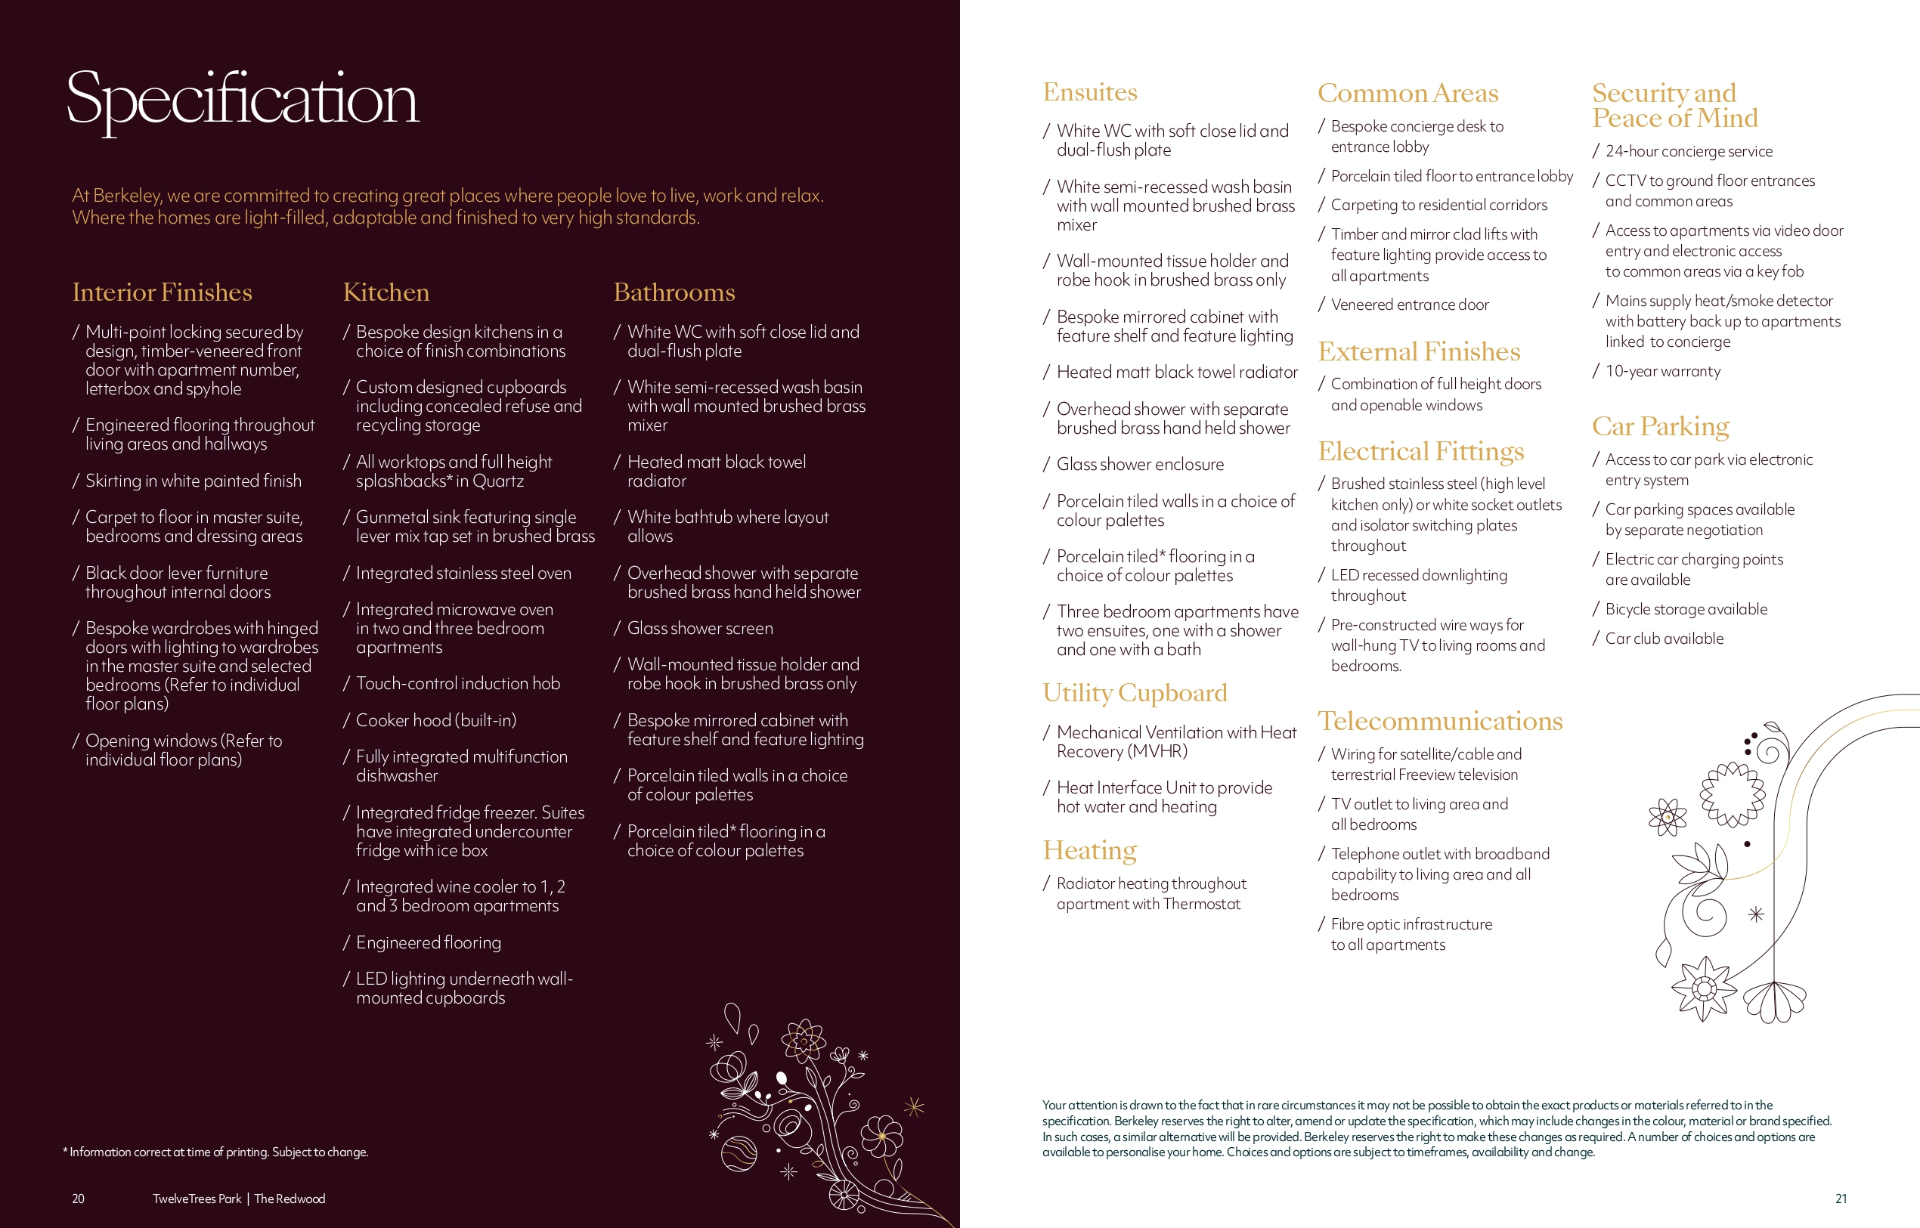 Specification
At Berkeley, we are committed to creating great places where people love to live, work and relax.
Where the homes are light-filled, adaptable and finished to very high standards.
Interior Finishes
/ Multi-point locking secured by
design, timber-veneered front
door with apartment number,
letterbox and spyhole
/ Engineered flooring throughout
living areas and hallways
/ Skirting in white painted finish
/ Carpet to floor in master suite,
bedrooms and dressing areas
/ Black door lever furniture
throughout internal doors
/ Bespoke wardrobes with hinged
doors with lighting to wardrobes
in the master suite and selected
bedrooms (Refer to individual
floor plans)
/ Opening windows (Refer to
individual floor plans)
Kitchen
/ Bespoke design kitchens in a
choice of finish combinations
/ Custom designed cupboards
including concealed refuse and
recycling storage
/ All worktops and full height
splashbacks* in Quartz
/ Gunmetal sink featuring single
lever mix tap set in brushed brass
/ Integrated stainless steel oven
/ Integrated microwave oven
in two and three bedroom
apartments
/ Touch-control induction hob
/ Cooker hood (built-in)
/ Fully integrated multifunction
dishwasher
/ Integrated fridge freezer. Suites
have integrated undercounter
fridge with ice box
/ Integrated wine cooler to 1, 2
and 3 bedroom apartments
/ Engineered flooring
/ LED lighting underneath wall-
mounted cupboards
Bathrooms
/ White WC with soft close lid and
dual-flush plate
/ White semi-recessed wash basin
with wall mounted brushed brass
mixer
/ Heated matt black towel
radiator
/ White bathtub where layout
allows
/ Overhead shower with separate
brushed brass hand held shower
/ Glass shower screen
/ Wall-mounted tissue holder and
robe hook in brushed brass only
/ Bespoke mirrored cabinet with
feature shelf and feature lighting
/ Porcelain tiled walls in a choice
of colour palettes
/ Porcelain tiled* flooring in a
choice of colour palettes
* Information correct at time of printing. Subject to change.
20 TwelveTrees Park | The Redwood
Ensuites
/ White WC with soft close lid and
dual-flush plate
/ White semi-recessed wash basin
with wall mounted brushed brass
mixer
/ Wall-mounted tissue holder and
robe hook in brushed brass only
/ Bespoke mirrored cabinet with
feature shelf and feature lighting
/ Heated matt black towel radiator
/ Overhead shower with separate
brushed brass hand held shower
/ Glass shower enclosure
/ Porcelain tiled walls in a choice of
colour palettes
/ Porcelain tiled* flooring in a
choice of colour palettes
/ Three bedroom apartments have
two ensuites, one with a shower
and one with a bath
Utility Cupboard
/ Mechanical Ventilation with Heat
Recovery (MVHR)
/ Heat Interface Unit to provide
hot water and heating
Heating
/ Radiator heating throughout
apartment with Thermostat
Common Areas
/ Bespoke concierge desk to
entrance lobby
/ Porcelain tiled floor to entrance lobby
/ Carpeting to residential corridors
/ Timber and mirror clad lifts with
feature lighting provide access to
all apartments
/ Veneered entrance door
External Finishes
/ Combination of full height doors
and openable windows
Electrical Fittings
/ Brushed stainless steel (high level
kitchen only) or white socket outlets
and isolator switching plates
throughout
/ LED recessed downlighting
throughout
/ Pre-constructed wire ways for
wall-hung TV to living rooms and
bedrooms.
Telecommunications
/ Wiring for satellite/cable and
terrestrial Freeview television
/ TV outlet to living area and
all bedrooms
/ Telephone outlet with broadband
capability to living area and all
bedrooms
/ Fibre optic infrastructure
to all apartments
Security and
Peace of Mind
/ 24-hour concierge service
/ CCTV to ground floor entrances
and common areas
/ Access to apartments via video door
entry and electronic access
to common areas via a key fob
/ Mains supply heat/smoke detector
with battery back up to apartments
linked to concierge
/ 10-year warranty
Car Parking
/ Access to car park via electronic
entry system
/ Car parking spaces available
by separate negotiation
/ Electric car charging points
are available
/ Bicycle storage available
/ Car club available
Your attention is drawn to the fact that in rare circumstances it may not be possible to obtain the exact products or materials referred to in the
specification. Berkeley reserves the right to alter, amend or update the specification, which may include changes in the colour, material or brand specified.
In such cases, a similar alternative will be provided. Berkeley reserves the right to make these changes as required. A number of choices and options are
available to personalise your home. Choices and options are subject to timeframes, availability and change.
21